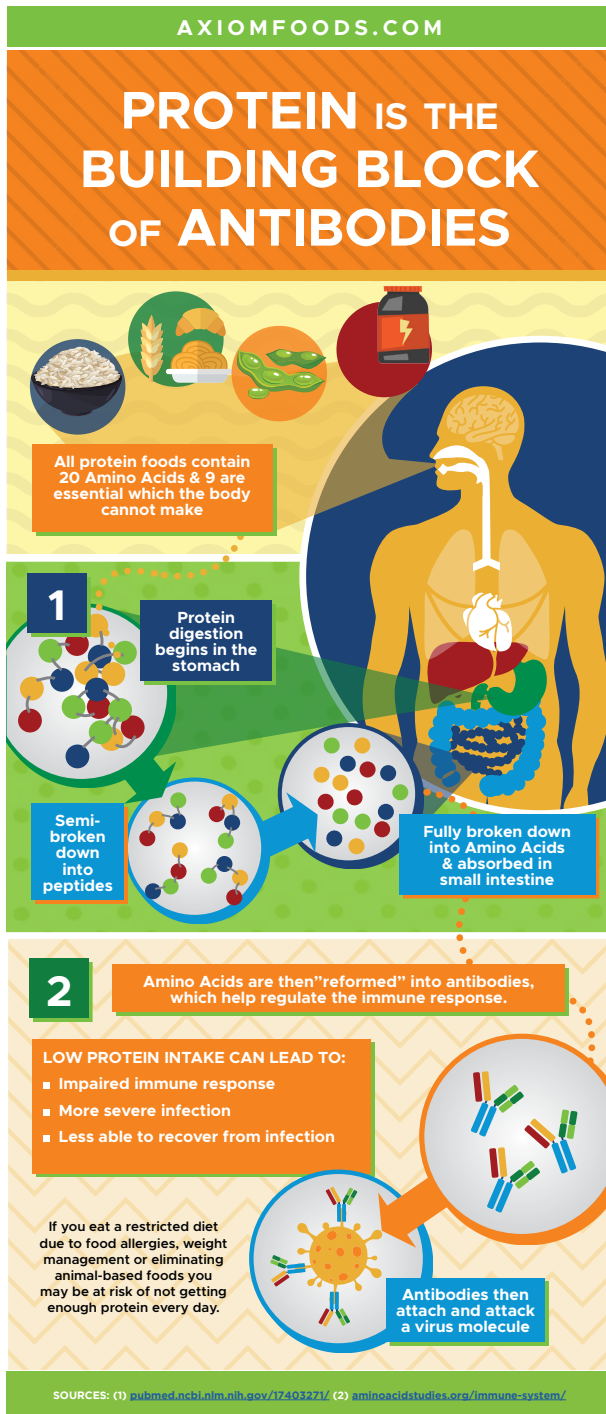 AXIOMFOODS.COM
PROTEIN IS THE
BUILDING BLOCK
OF ANTIBODIES
All protein foods contain
20 Amino Acids & 9 are
essential which the body
cannot make
1
Protein
digestion
begins in the
stomach
Semi-
broken
down
into
peptides
Fully broken down
into Amino Acids
& absorbed in
small intestine
2
Amino Acids are then”reformed” into antibodies,
which help regulate the immune response.
LOW PROTEIN INTAKE CAN LEAD TO:
Impaired immune response
More severe infection
Less able to recover from infection
If you eat a restricted diet
due to food allergies, weight
management or eliminating
animal-based foods you
may be at risk of not getting
enough protein every day.
Antibodies then
attach and attack
a virus molecule
SOURCES: (1) pubmed.ncbi.nlm.nih.gov/17403271/ (2) aminoacidstudies.org/immune-system/